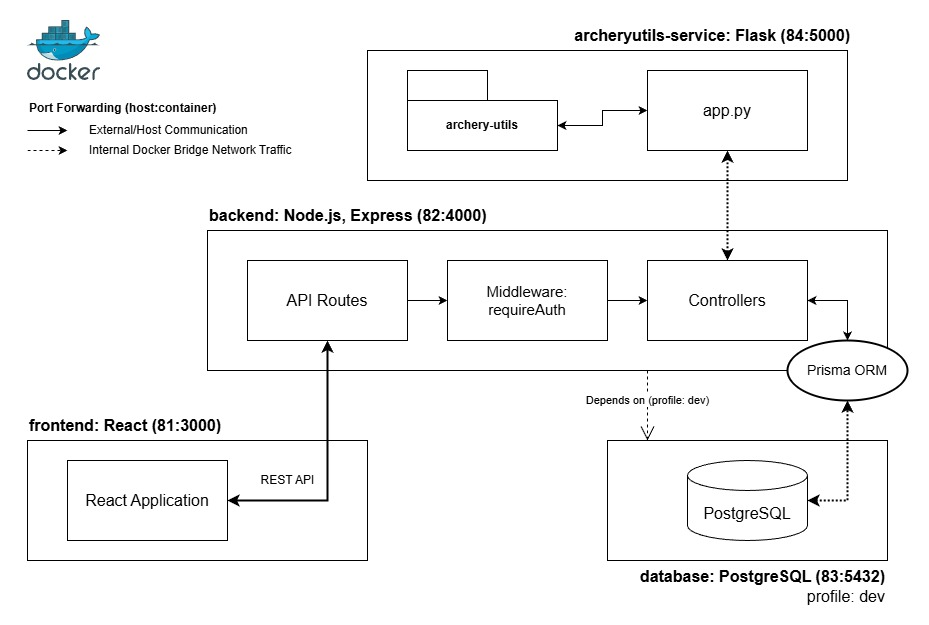 docker
Port Forwarding (host:container)
External/Host Communication
Internal Docker Bridge Network Traffic
archeryutils-service: Flask (84:5000)
archery-utils
app.py
backend: Node.js, Express (82:4000)
API Routes
Middleware:
requireAuth
Controllers
Prisma ORM
Depends on (profile: dev)
frontend: React (81:3000)
React Application
REST API
PostgreSQL
database: PostgreSQL (83:5432)
profile: dev